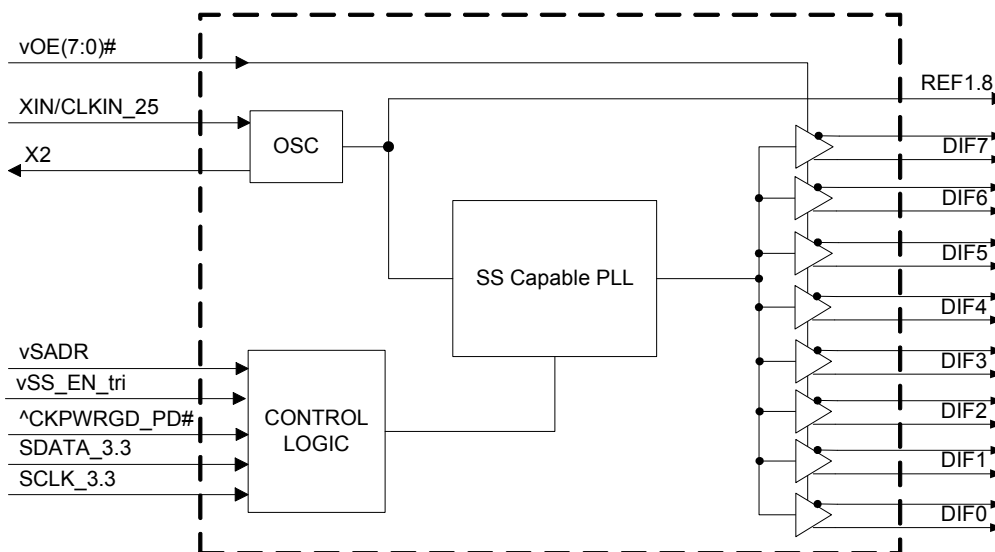 vOE(7:0)#
REF1.8
XIN/CLKIN_25
OSC
X2
DIF7
DIF6
SS Capable PLL
DIF5
DIF4
vSADR
DIF3
vSS_EN_tri
^CKPWRGD_PD#
CONTROL
LOGIC
DIF2
SDATA_3.3
DIF1
SCLK_3.3
DIF0